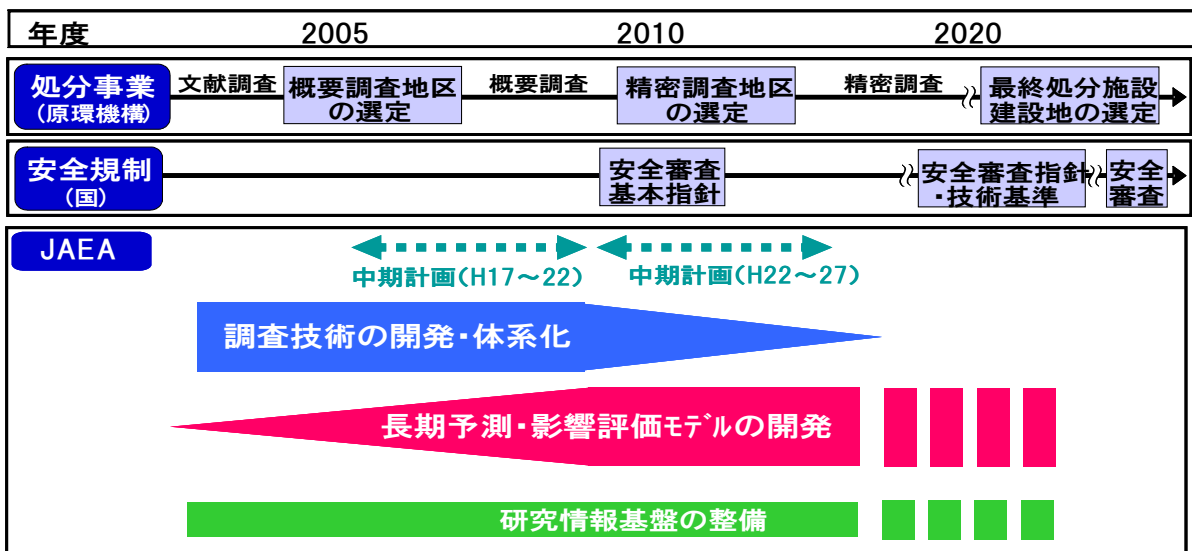 年度 2005 2010 2020
処分事業
(原環機構)
文献調査
概要調査地区
の選定
概要調査
精密調査地区
の選定
精密調査
最終処分施設
建設地の選定
安全規制
(国)
安全審査
基本指針
安全審査指針
・技術基準
安全
審査
JAEA
中期計画(H17～22)
中期計画(H22～27)
調査技術の開発・体系化
長期予測・影響評価ﾓﾃﾞﾙの開発
研究情報基盤の整備